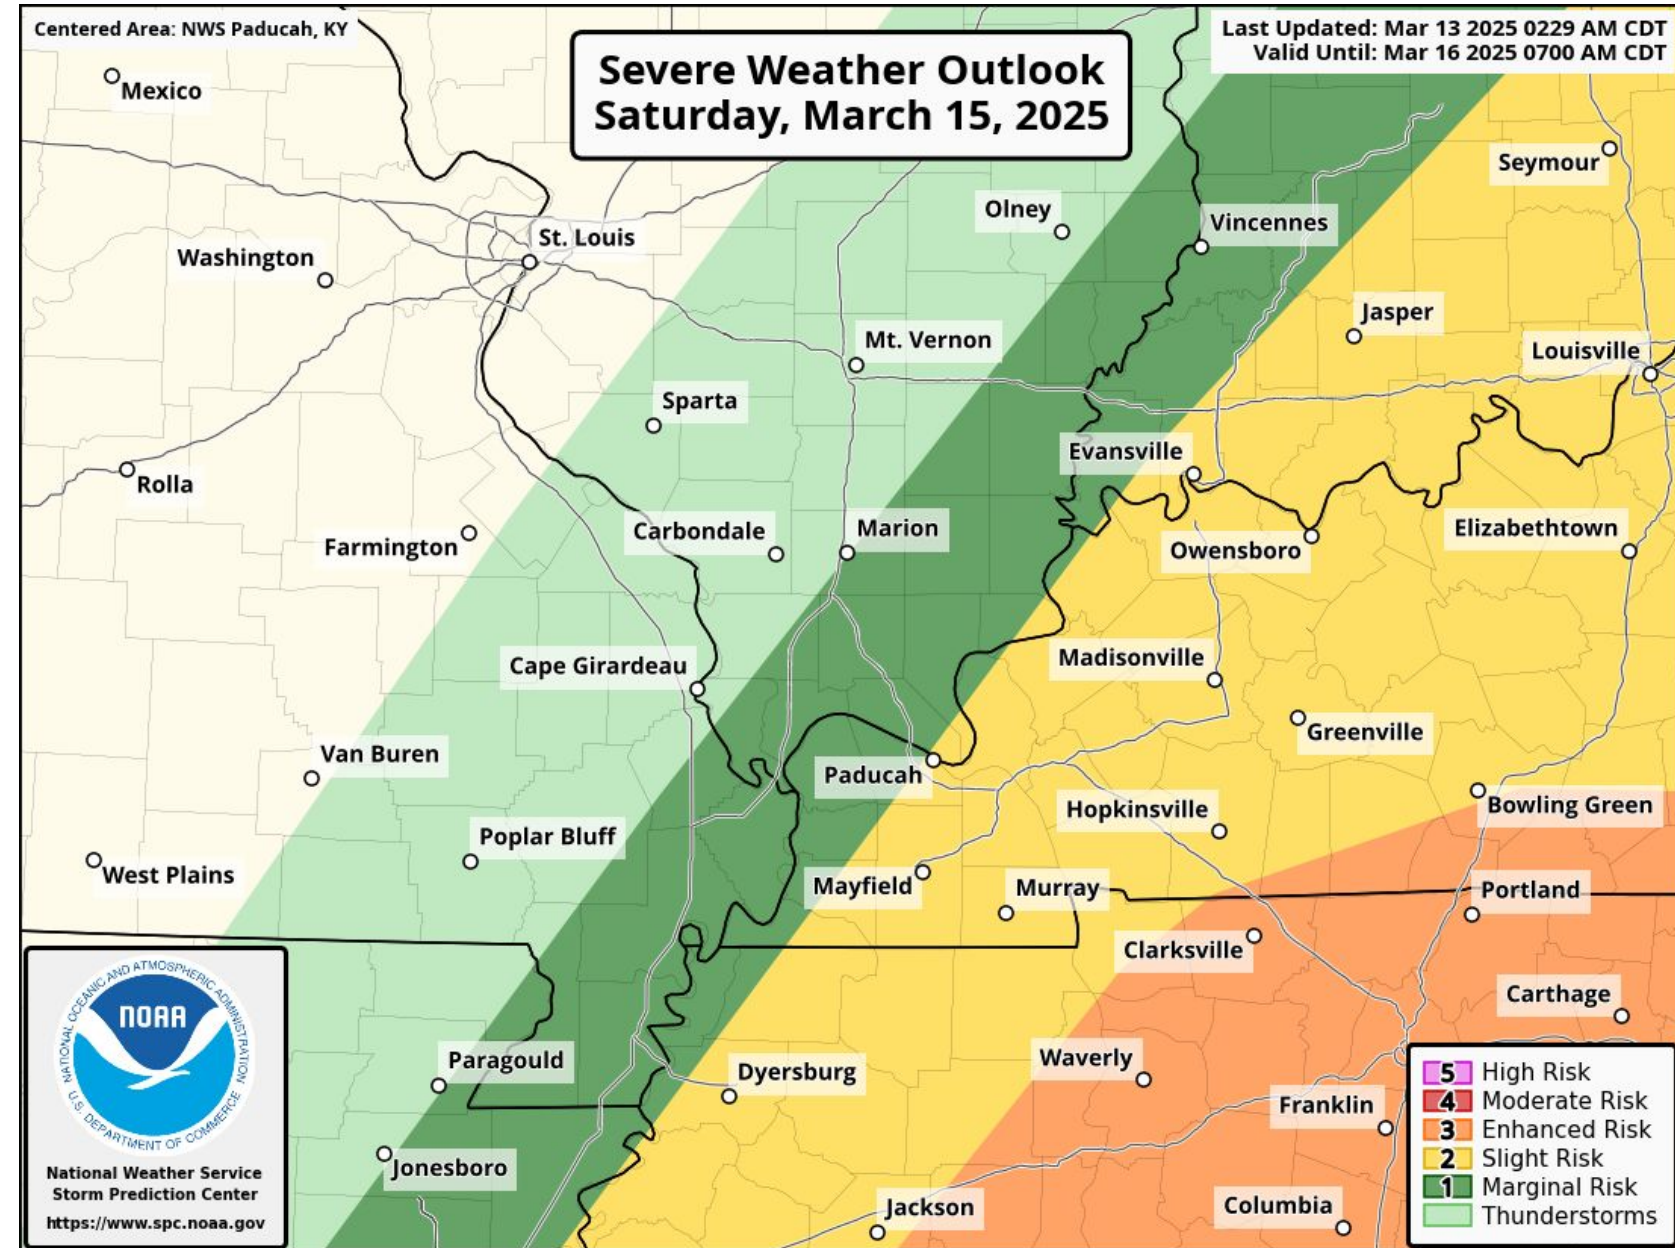 Centered Area: NWS Paducah, KY
Last Updated: Mar 13 2025 0229 AM CDT
Valid Until: Mar 16 2025 0700 AM CDT
Severe Weather Outlook
Saturday, March 15, 2025
Mexico
Seymour
Olney
Vincennes
St. Louis
Washington
Jasper
Mt. Vernon
Louisville
Sparta
Evansville
Rolla
Farmington
Carbondale
Marion
Owensboro
Elizabethtown
Cape Girardeau
Madisonville
Greenville
Van Buren
Paducah
Hopkinsville
Bowling Green
Poplar Bluff
West Plains
Mayfield
Murray
Portland
Clarksville
Carthage
Paragould
Dyersburg
Waverly
Franklin
Jonesboro
Jackson
Columbia
NATIONAL OCEANIC AND ATMOSPHERIC ADMINISTRATION
NOAA
U.S. DEPARTMENT OF COMMERCE
National Weather Service
Storm Prediction Center
https://www.spc.noaa.gov
5 High Risk
4 Moderate Risk
3 Enhanced Risk
2 Slight Risk
1 Marginal Risk
Thunderstorms